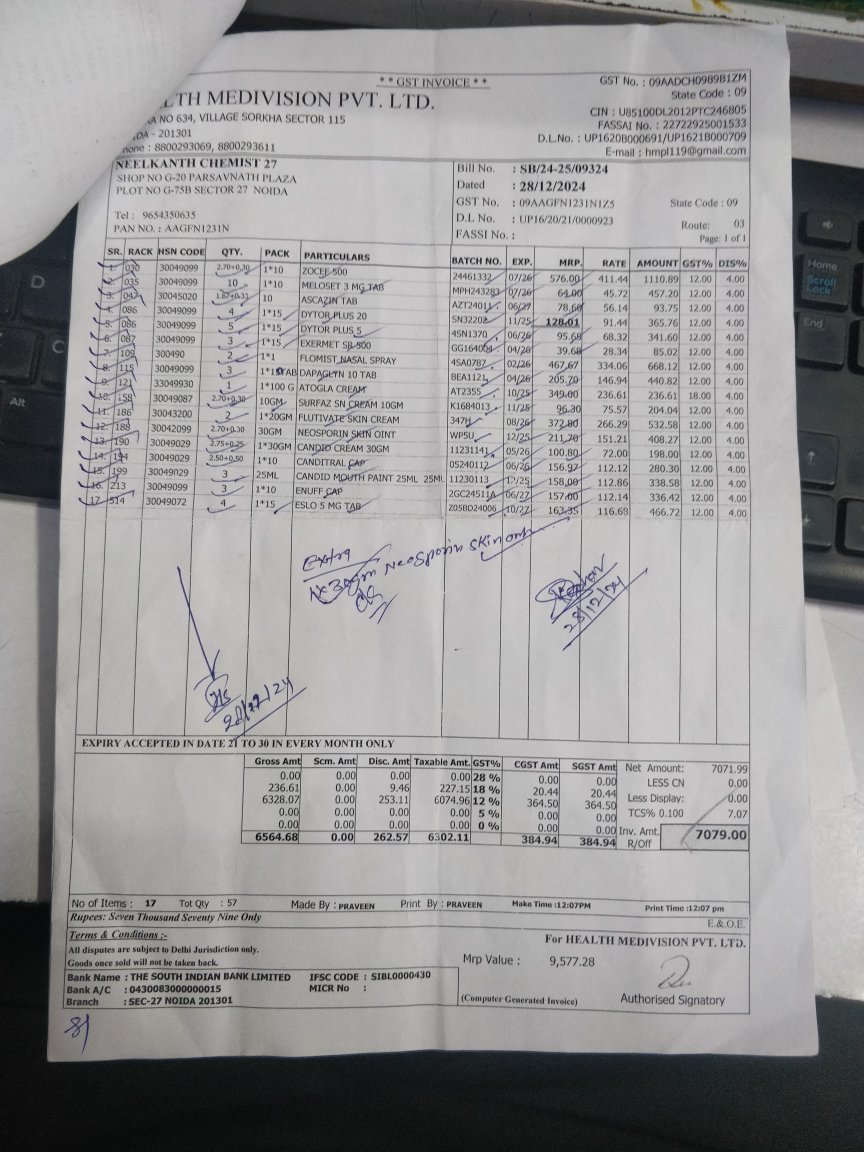 ** GST INVOICE **
GST No. : 09AADCH0989B1ZM
State Code : 09
LTH MEDIVISION PVT. LTD.
CIN : U85100DL2012PTC246805
NO 634, VILLAGE SORKHA SECTOR 115
FASSAI No. : 22722925001533
DA - 201301
D.L.No. : UP1620B000691/UP1621B000709
hone : 8800293069, 8800293611
E-mail : hmpl119@gmail.com
NEELKANTH CHEMIST 27
SHOP NO G-20 PARSAVNATH PLAZA
PLOT NO G-75B SECTOR 27 NOIDA
Tel : 9654350635
PAN NO. : AAGFN1231N
Bill No. : SB/24-25/09324
Dated : 28/12/2024
GST No. : 09AAGFN1231N1Z5 State Code : 09
D.L No. : UP16/20/21/0000923
Route: 03
FASSI No. :
Page: 1 of 1
SR. RACK HSN CODE QTY. PACK PARTICULARS BATCH NO. EXP. MRP. RATE AMOUNT GST% DIS%
1. 030 30049099 2.70+0.30 1*10 ZOCEF 500 24461332 07/26 576.00 411.44 1110.89 12.00 4.00
2. 035 30049099 10 1*10 MELOSET 3 MG TAB MPH243283 07/26 64.00 45.72 457.20 12.00 4.00
3. 047 30045020 1.67+0.33 10 ASCAZIN TAB AZT24011 06/27 78.60 56.14 93.75 12.00 4.00
4. 086 30049099 4 1*15 DYTOR PLUS 20 SN32202 11/25 128.01 91.44 365.76 12.00 4.00
5. 086 30049099 5 1*15 DYTOR PLUS 5 4SN1370 06/26 95.65 68.32 341.60 12.00 4.00
6. 087 30049099 3 1*15 EXERMET SR 500 GG164004 04/26 39.68 28.34 85.02 12.00 4.00
7. 109 300490 2 1*1 FLOMIST NASAL SPRAY 4SA0787 02/26 467.67 334.06 668.12 12.00 4.00
8. 115 30049099 3 1*10TAB DAPAGLYN 10 TAB BEA1121 04/26 205.70 146.94 440.82 12.00 4.00
9. 121 33049930 1 1*100 G ATOGLA CREAM AT2355 10/25 349.00 236.61 236.61 18.00 4.00
10. 158 30049087 2.70+0.30 10GM SURFAZ SN CREAM 10GM K1684013 11/25 96.30 75.57 204.04 12.00 4.00
11. 186 30043200 2 1*20GM FLUTIVATE SKIN CREAM 347H 08/26 372.80 266.29 532.58 12.00 4.00
12. 188 30042099 2.70+0.30 30GM NEOSPORIN SKIN OINT WP5U 12/25 211.70 151.21 408.27 12.00 4.00
13. 190 30049029 2.75+0.25 1*30GM CANDID CREAM 30GM 11231141 05/26 100.80 72.00 198.00 12.00 4.00
14. 194 30049029 2.50+0.50 1*10 CANDITRAL CAP 05240112 06/26 156.97 112.12 280.30 12.00 4.00
15. 199 30049029 3 25ML CANDID MOUTH PAINT 25ML 25ML 11230113 12/25 158.00 112.86 338.58 12.00 4.00
16. 213 30049099 3 1*10 ENUFF CAP 2GC24511A 06/27 157.00 112.14 336.42 12.00 4.00
17. 514 30049072 4 1*15 ESLO 5 MG TAB Z05BD24006 10/27 163.35 116.68 466.72 12.00 4.00
Extra
1x30gm Neosporin Skin oint
28/12/24
28/12/24
EXPIRY ACCEPTED IN DATE 21 TO 30 IN EVERY MONTH ONLY
Gross Amt Scm. Amt Disc. Amt Taxable Amt. GST% CGST Amt SGST Amt
0.00 0.00 0.00 0.00 28 % 0.00 0.00
236.61 0.00 9.46 227.15 18 % 20.44 20.44
6328.07 0.00 253.11 6074.96 12 % 364.50 364.50
0.00 0.00 0.00 0.00 5 % 0.00 0.00
0.00 0.00 0.00 0.00 0 % 0.00 0.00
6564.68 0.00 262.57 6302.11 384.94 384.94
Net Amount: 7071.99
LESS CN 0.00
Less Display: 0.00
TCS% 0.100 7.07
Inv. Amt. 7079.00
R/Off
No of Items : 17 Tot Qty : 57 Made By : PRAVEEN Print By : PRAVEEN Make Time :12:07PM Print Time :12:07 pm
Rupees: Seven Thousand Seventy Nine Only
E.& O.E.
Terms & Conditions :-
All disputes are subject to Delhi Jurisdiction only.
Goods once sold will not be taken back.
For HEALTH MEDIVISION PVT. LTD.
Mrp Value : 9,577.28
Bank Name : THE SOUTH INDIAN BANK LIMITED IFSC CODE : SIBL0000430
Bank A/C : 0430083000000015 MICR No :
Branch : SEC-27 NOIDA 201301
(Computer Generated Invoice)
Authorised Signatory
Home
Scroll
Lock
End
Alt
D
C